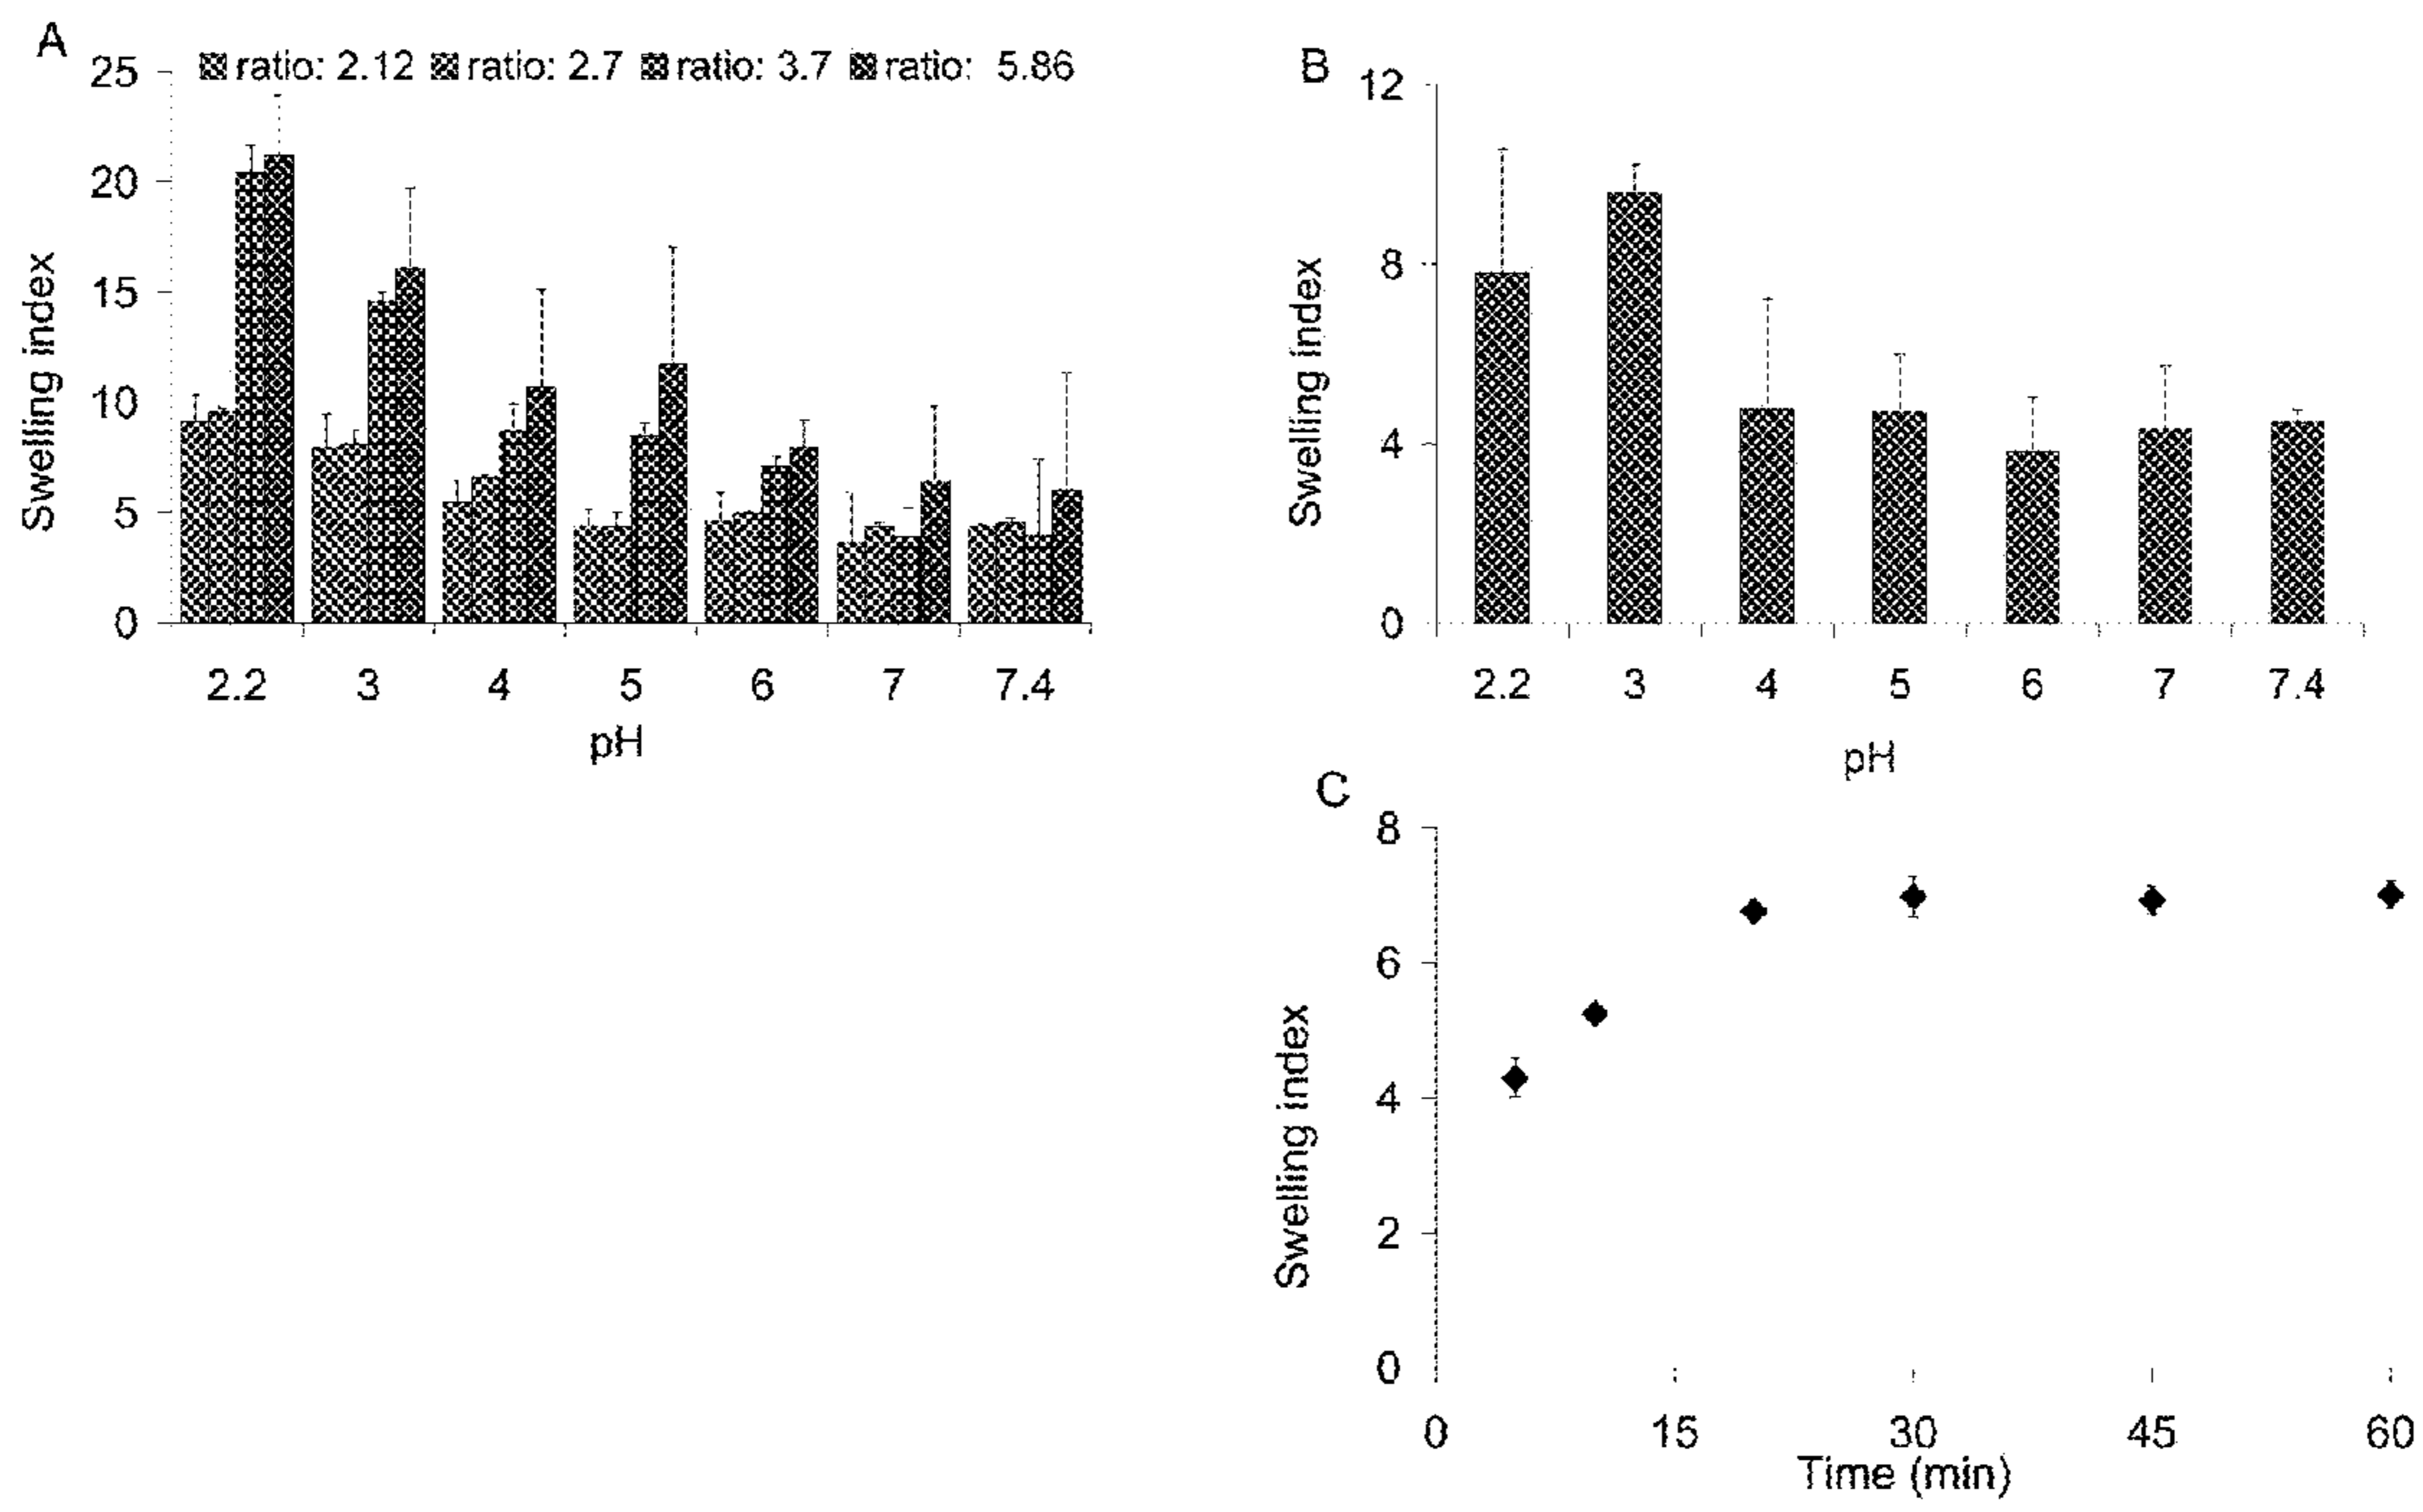 A
ratio: 2.12 ratio: 2.7 ratio: 3.7 ratio: 5.86
25
20
15
10
5
0
Swelling index
2.2 3 4 5 6 7 7.4
pH
B
12
8
4
0
Swelling index
2.2 3 4 5 6 7 7.4
pH
C
8
6
4
2
0
Swelling index
0 15 30 45 60
Time (min)